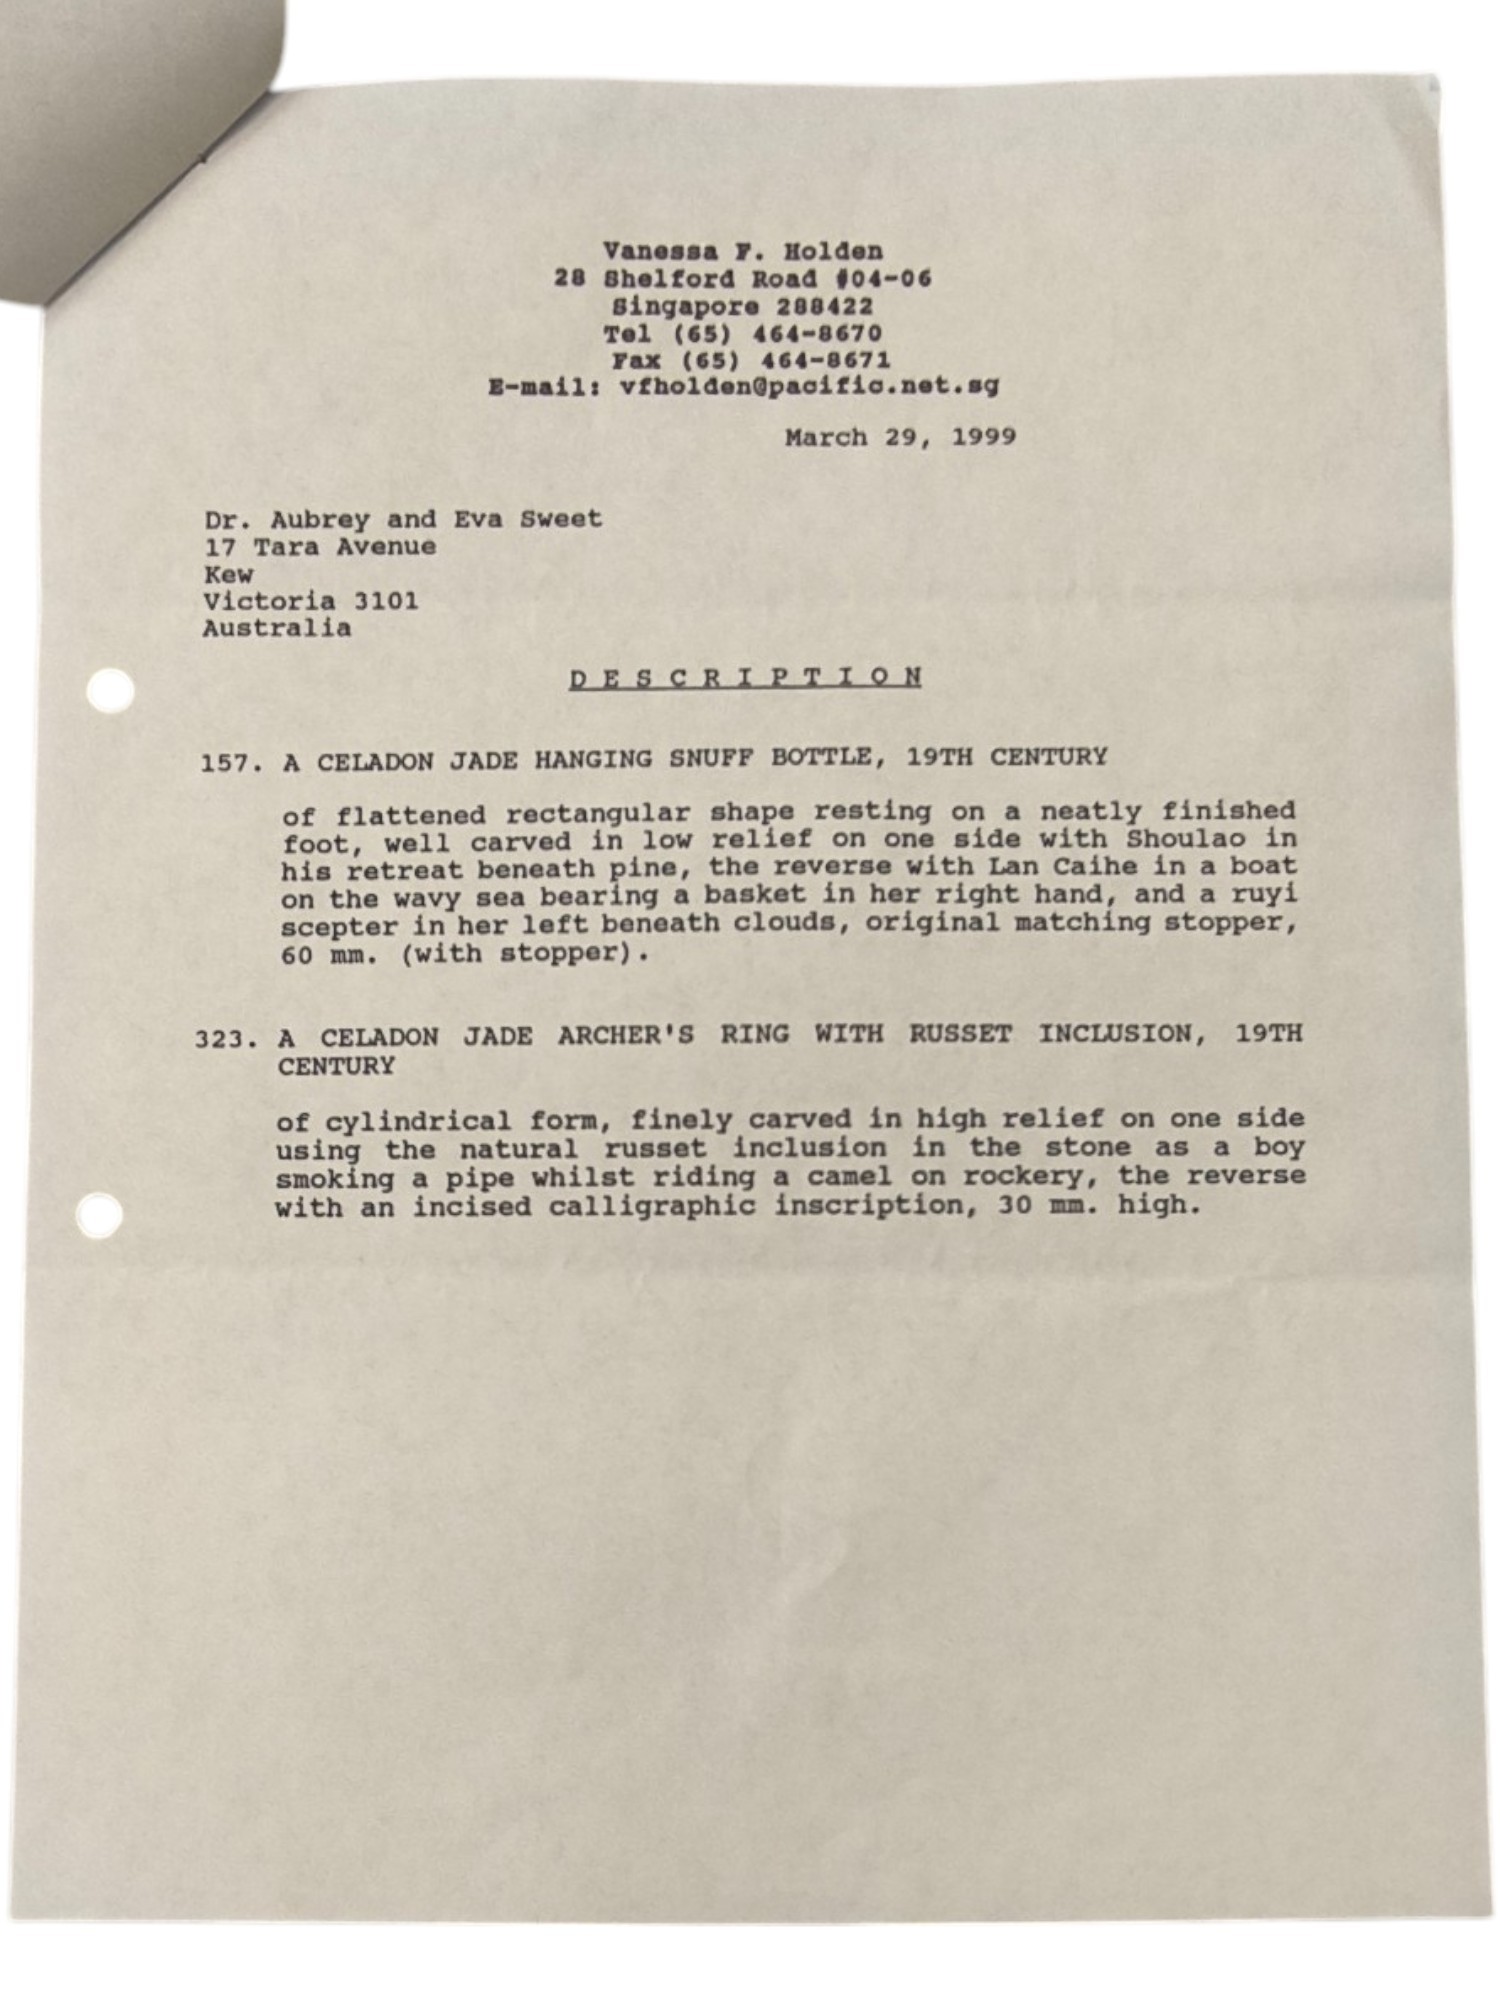 Vanessa F. Holden
28 Shelford Road #04-06
Singapore 288422
Tel (65) 464-8670
Fax (65) 464-8671
E-mail: vfholden@pacific.net.sg
March 29, 1999
Dr. Aubrey and Eva Sweet
17 Tara Avenue
Kew
Victoria 3101
Australia
D E S C R I P T I O N
157. A CELADON JADE HANGING SNUFF BOTTLE, 19TH CENTURY
of flattened rectangular shape resting on a neatly finished
foot, well carved in low relief on one side with Shoulao in
his retreat beneath pine, the reverse with Lan Caihe in a boat
on the wavy sea bearing a basket in her right hand, and a ruyi
scepter in her left beneath clouds, original matching stopper,
60 mm. (with stopper).
323. A CELADON JADE ARCHER'S RING WITH RUSSET INCLUSION, 19TH
CENTURY
of cylindrical form, finely carved in high relief on one side
using the natural russet inclusion in the stone as a boy
smoking a pipe whilst riding a camel on rockery, the reverse
with an incised calligraphic inscription, 30 mm. high.